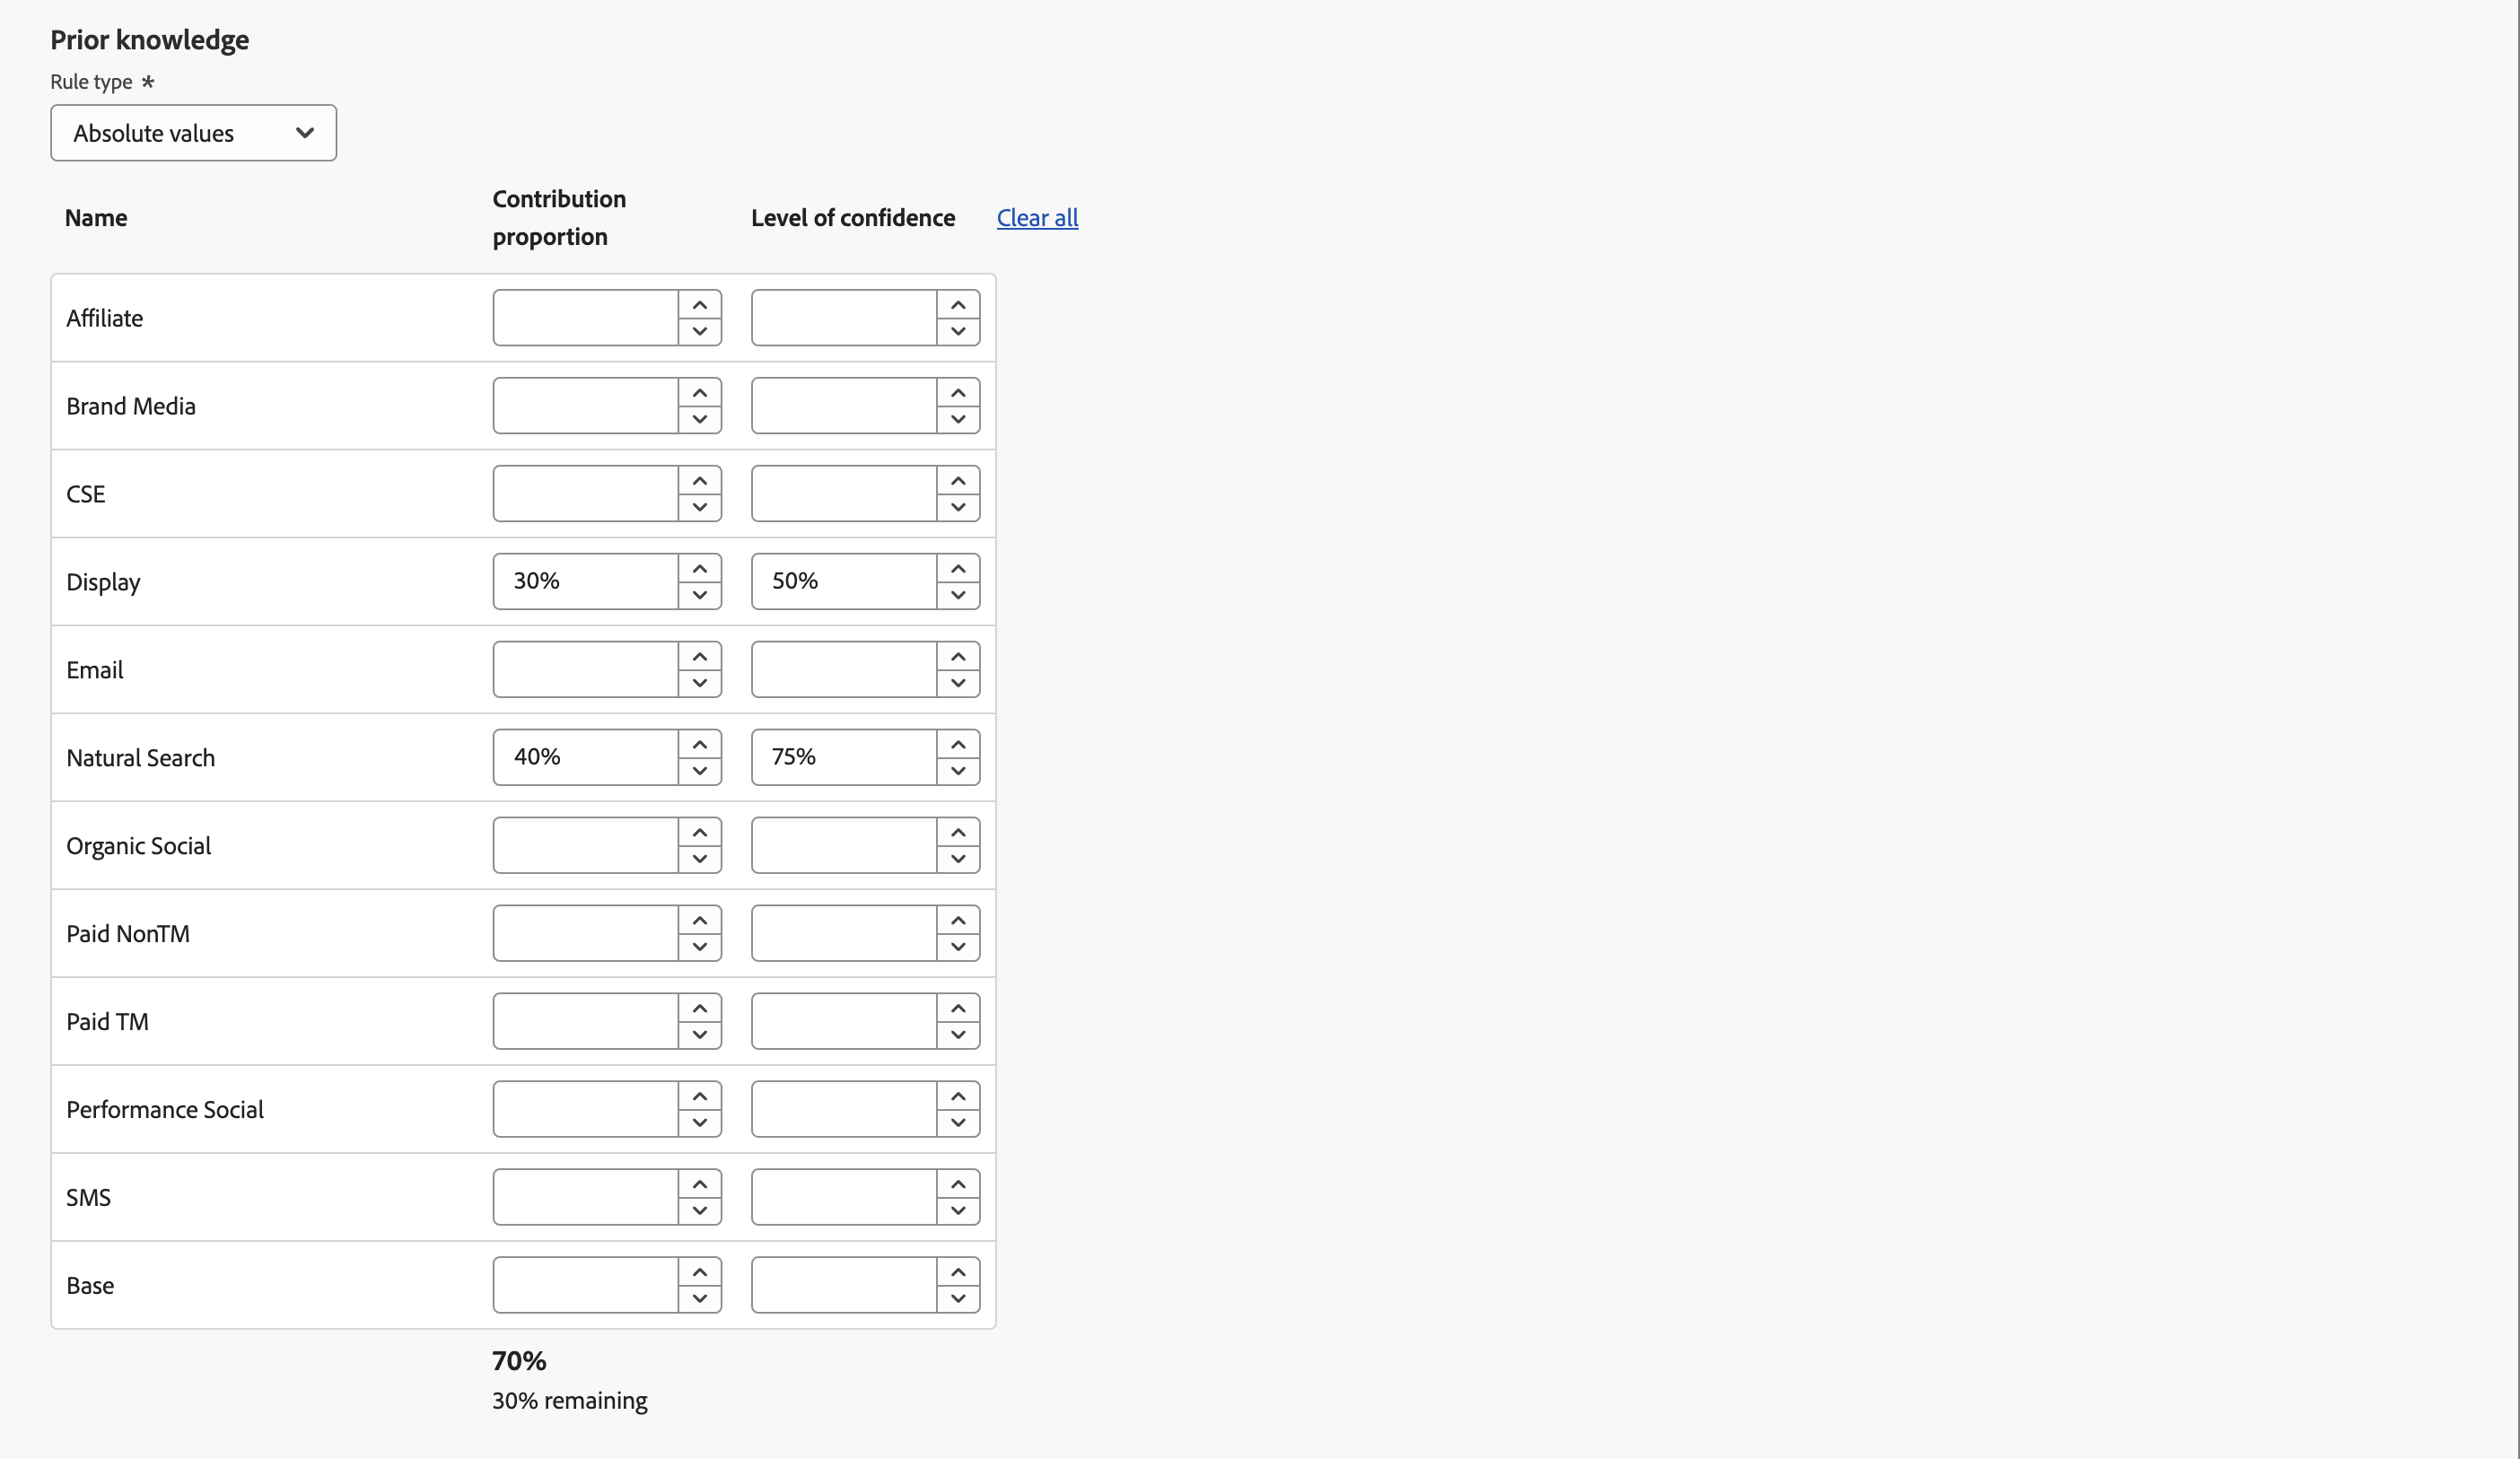 Prior knowledge
Rule type *
Absolute values
Name
Contribution
proportion
Level of confidence
Clear all
Affiliate
Brand Media
CSE
Display 30% 50%
Email
Natural Search 40% 75%
Organic Social
Paid NonTM
Paid TM
Performance Social
SMS
Base
70%
30% remaining